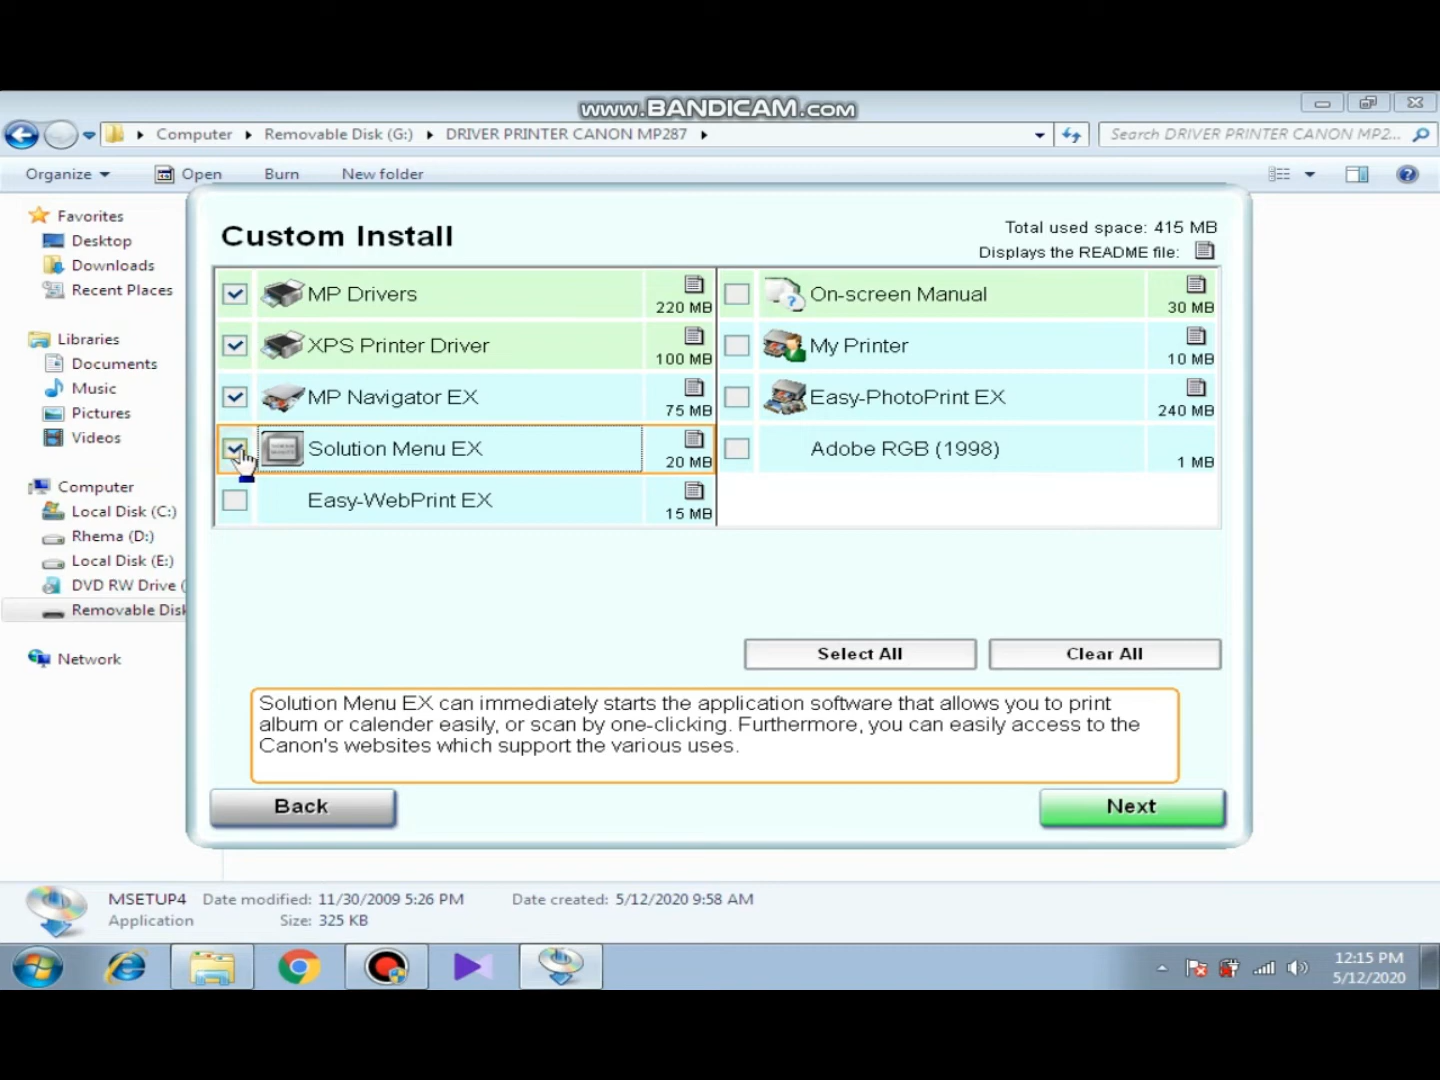 www.BANDICAM.com
Computer Removable Disk (G:) DRIVER PRINTER CANON MP287
Search DRIVER PRINTER CANON MP2...
Organize Open Burn New folder
Favorites
Desktop
Downloads
Recent Places
Libraries
Documents
Music
Pictures
Videos
Computer
Local Disk (C:)
Rhema (D:)
Local Disk (E:)
DVD RW Drive (
Removable Disk
Network
Custom Install
Total used space: 415 MB
Displays the README file:
MP Drivers 220 MB
XPS Printer Driver 100 MB
MP Navigator EX 75 MB
Solution Menu EX 20 MB
Easy-WebPrint EX 15 MB
On-screen Manual 30 MB
My Printer 10 MB
Easy-PhotoPrint EX 240 MB
Adobe RGB (1998) 1 MB
Select All
Clear All
Solution Menu EX can immediately starts the application software that allows you to print
album or calender easily, or scan by one-clicking. Furthermore, you can easily access to the
Canon's websites which support the various uses.
Back
Next
MSETUP4 Date modified: 11/30/2009 5:26 PM Date created: 5/12/2020 9:58 AM
Application Size: 325 KB
12:15 PM
5/12/2020